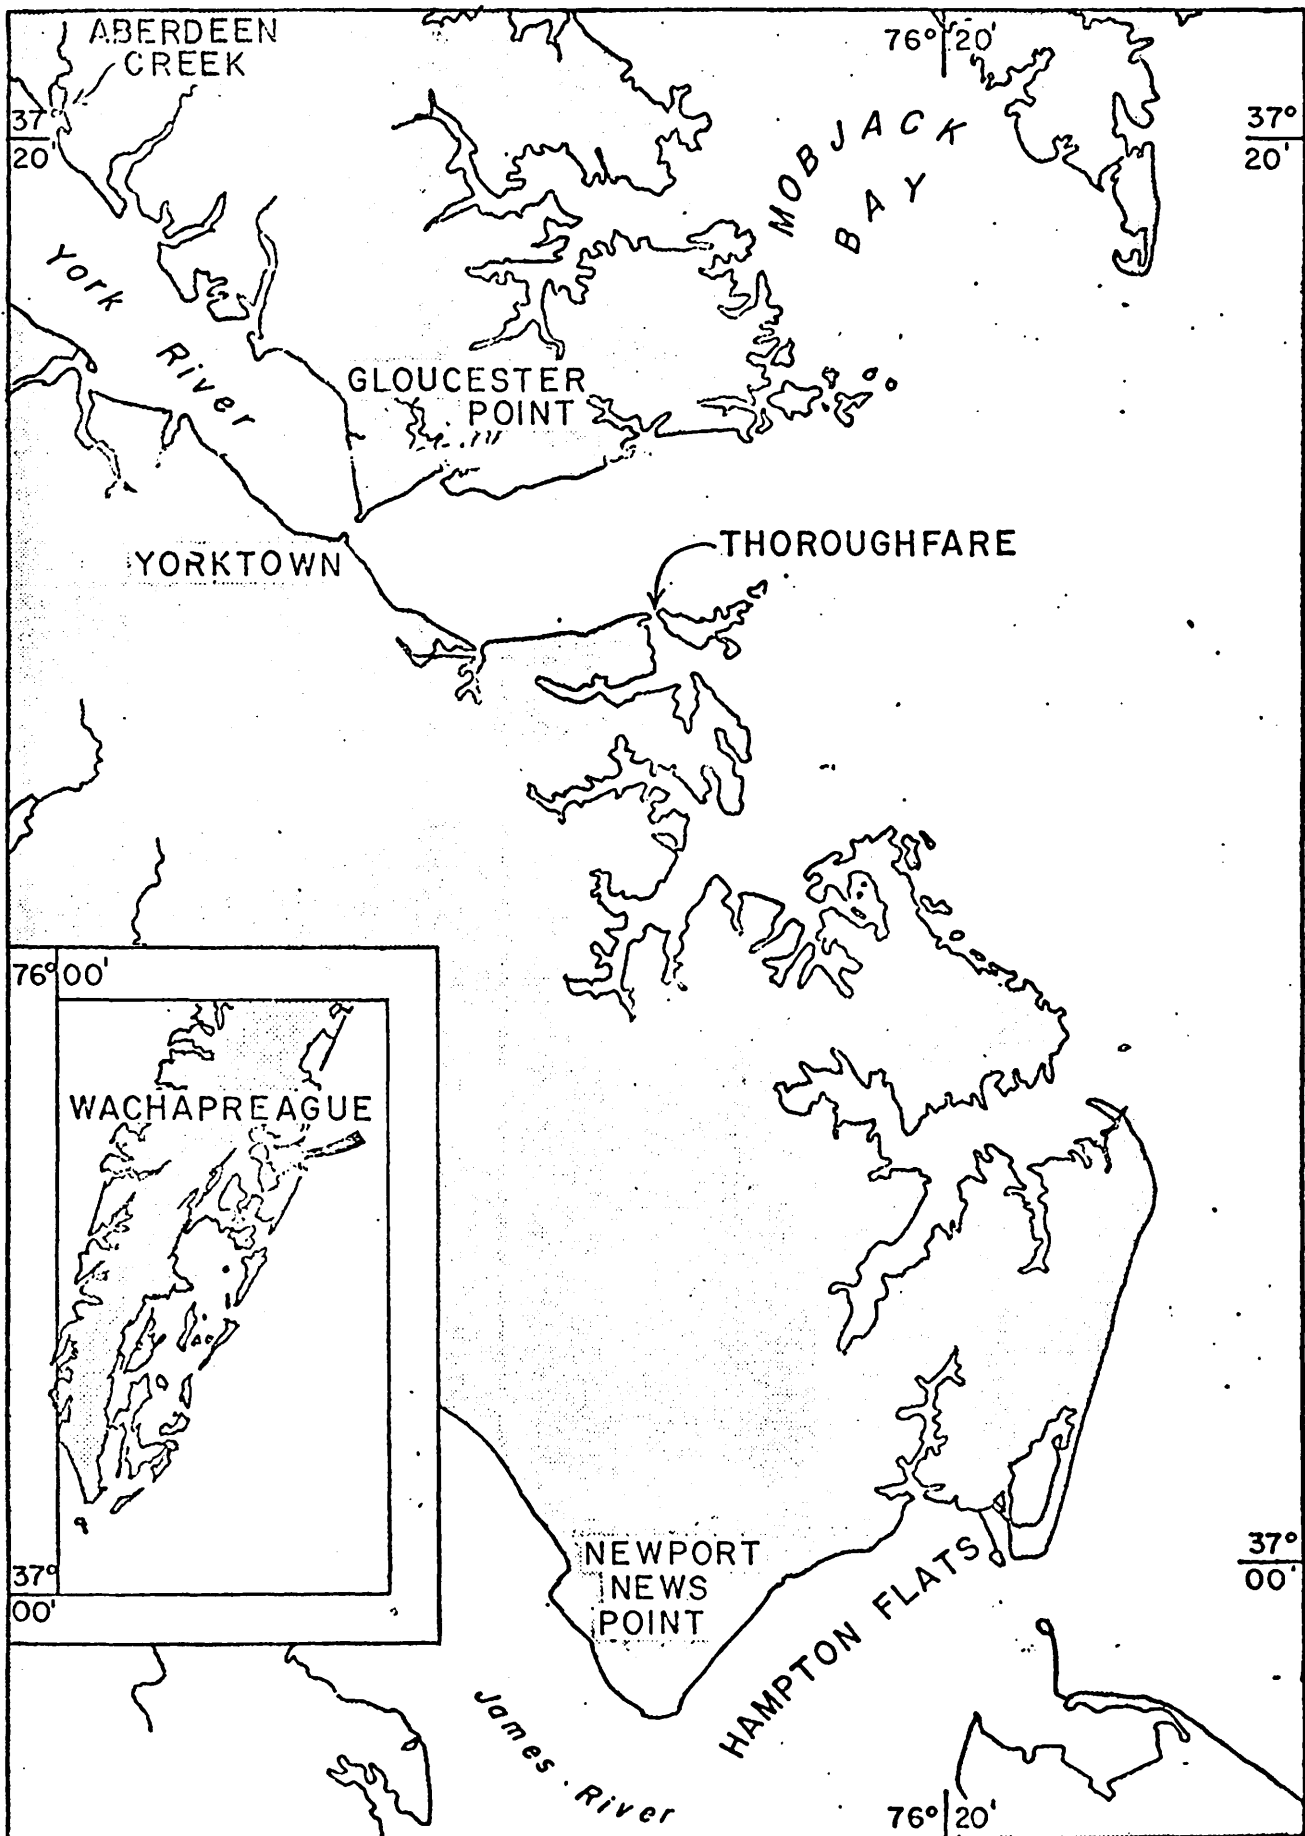 ABERDEEN
CREEK
76° 20'
37°
20'
37°
20'
MOBJACK
BAY
York
River
GLOUCESTER
POINT
YORKTOWN
THOROUGHFARE
76° 00'
WACHAPREAGUE
37°
00'
NEWPORT
NEWS
POINT
HAMPTON FLATS
37°
00'
James River
76° 20'